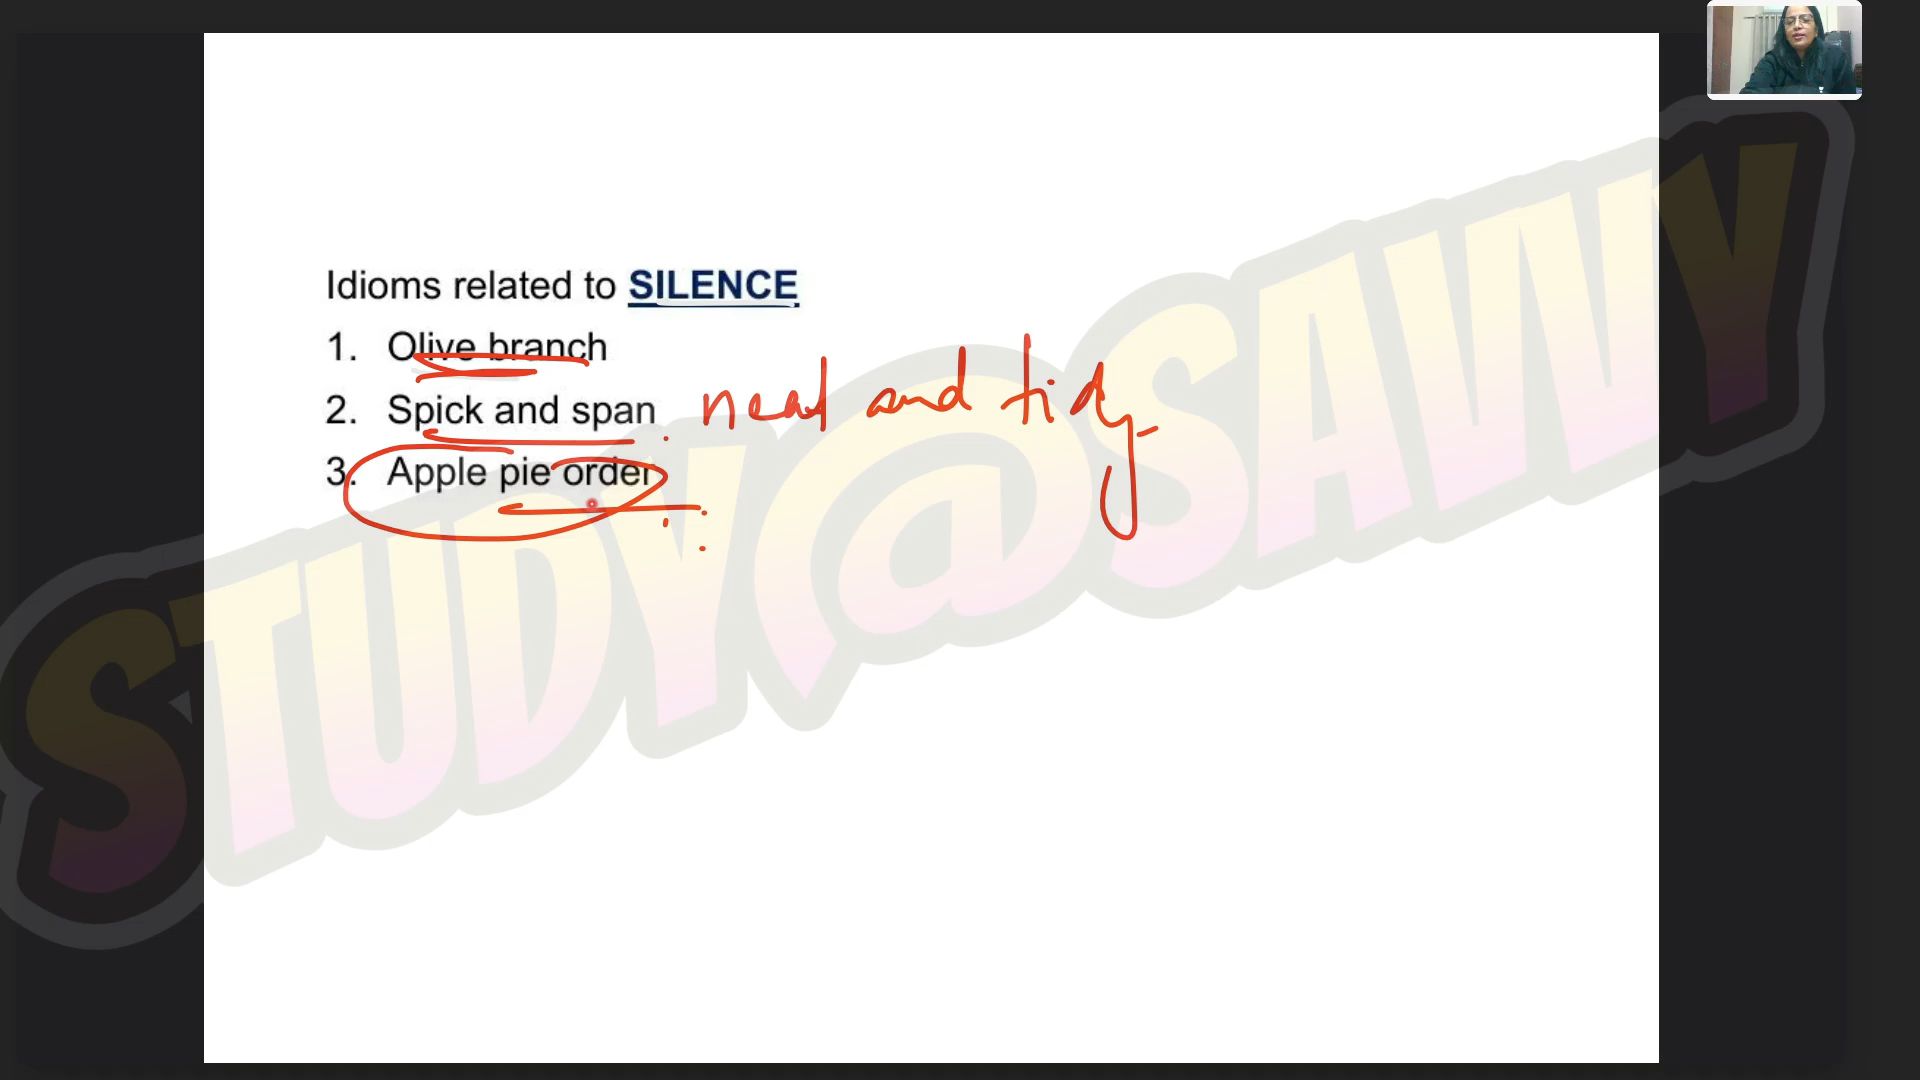 Idioms related to SILENCE
1. Olive branch
2. Spick and span neat and tidy
3. Apple pie order
STUDY@SAVVY